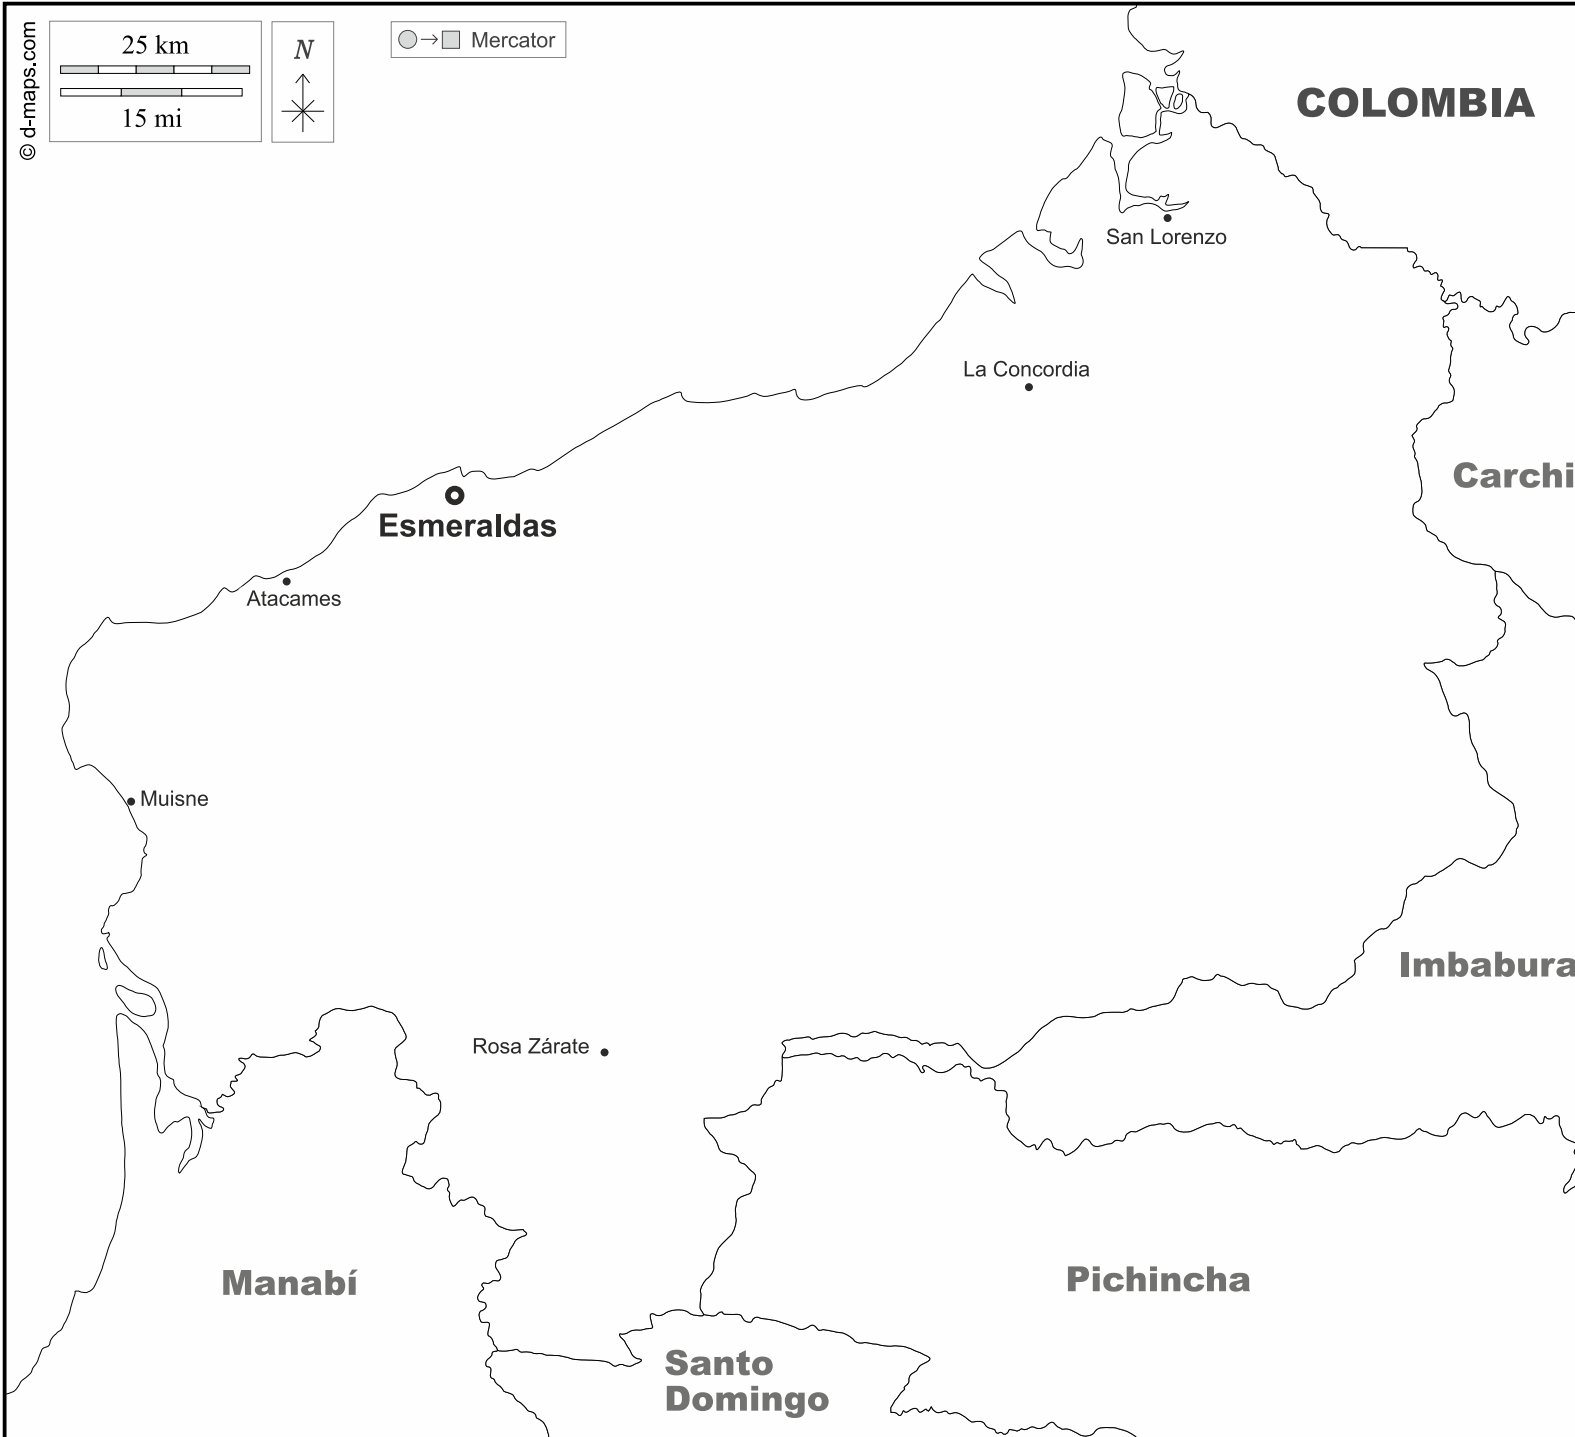 © d-maps.com
25 km
15 mi
N
Mercator
COLOMBIA
San Lorenzo
La Concordia
Carchi
Esmeraldas
Atacames
Muisne
Imbabura
Rosa Zárate
Manabí
Pichincha
Santo
Domingo